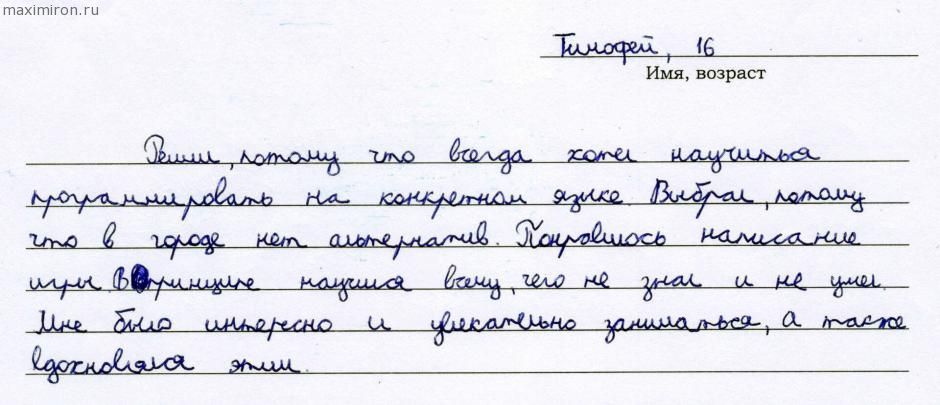 maximiron.ru
Тимофей, 16
Имя, возраст
Решил, потому что всегда хотел научиться
программировать на конкретном языке. Выбрал, потому
что в городе нет альтернатив. Понравилось написание
игры. В принципе научился всему, чего не знал и не умел.
Мне было интересно и увлекательно заниматься, а также
вдохновлялся этим.